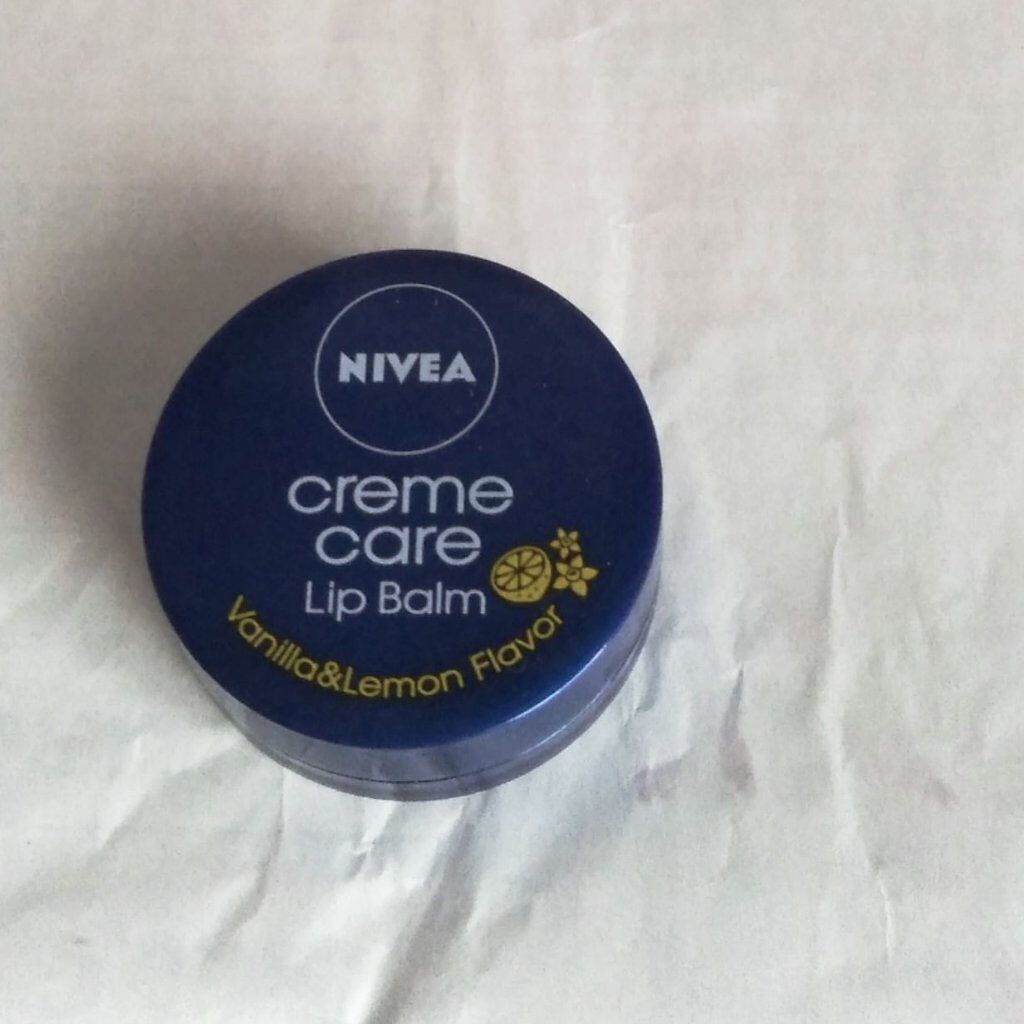 NIVEA
creme
care
Lip Balm
Vanilla&Lemon Flavor